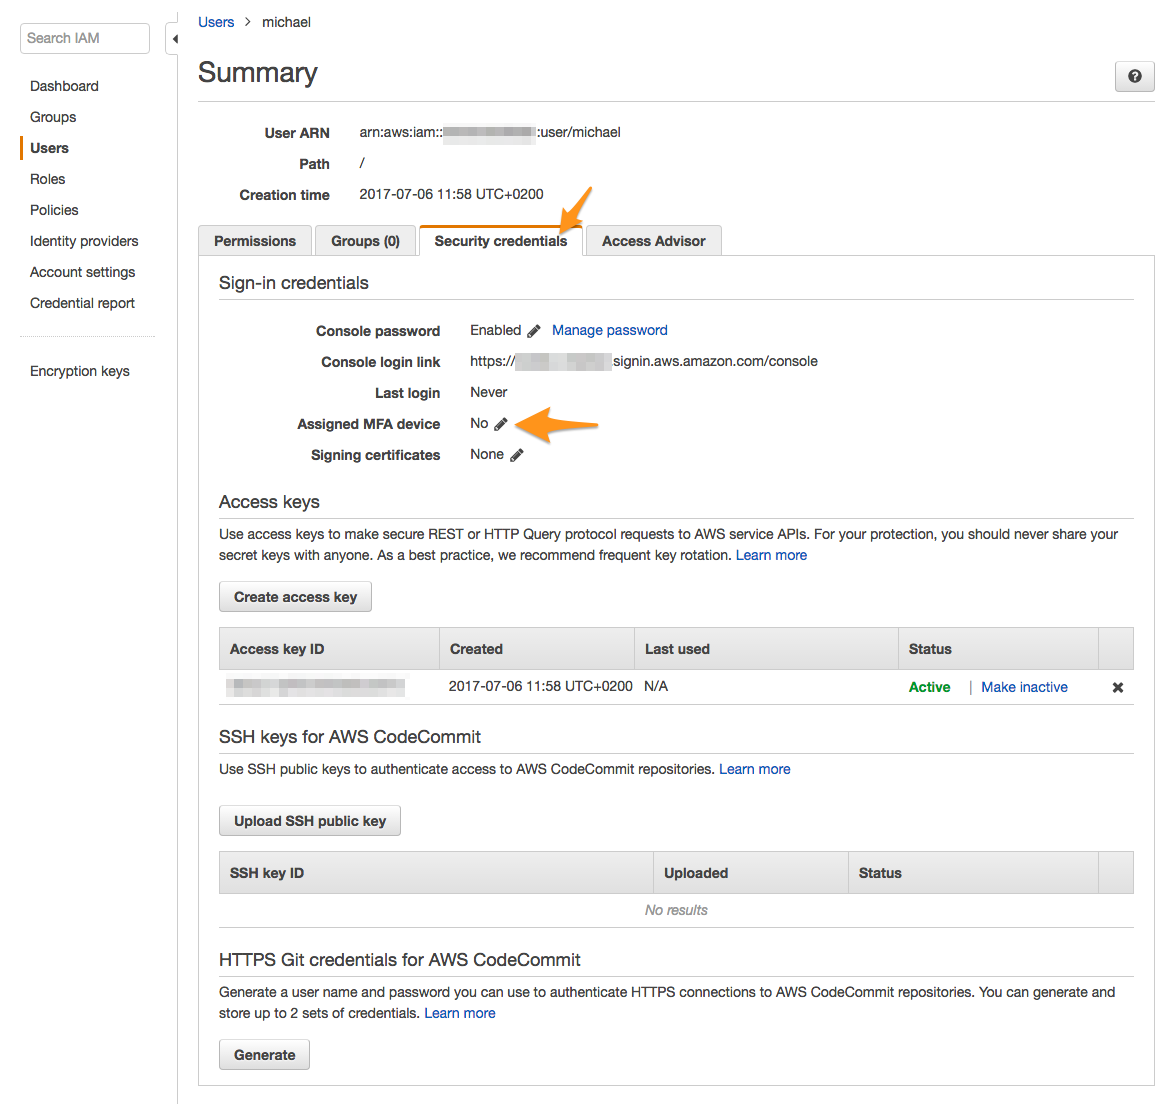 Search IAM
Dashboard
Groups
Users
Roles
Policies
Identity providers
Account settings
Credential report
Encryption keys
Users > michael
Summary
User ARN arn:aws:iam:: :user/michael
Path /
Creation time 2017-07-06 11:58 UTC+0200
Permissions Groups (0) Security credentials Access Advisor
Sign-in credentials
Console password Enabled Manage password
Console login link https:// signin.aws.amazon.com/console
Last login Never
Assigned MFA device No
Signing certificates None
Access keys
Use access keys to make secure REST or HTTP Query protocol requests to AWS service APIs. For your protection, you should never share your
secret keys with anyone. As a best practice, we recommend frequent key rotation. Learn more
Create access key
Access key ID Created Last used Status
2017-07-06 11:58 UTC+0200 N/A Active | Make inactive
SSH keys for AWS CodeCommit
Use SSH public keys to authenticate access to AWS CodeCommit repositories. Learn more
Upload SSH public key
SSH key ID Uploaded Status
No results
HTTPS Git credentials for AWS CodeCommit
Generate a user name and password you can use to authenticate HTTPS connections to AWS CodeCommit repositories. You can generate and
store up to 2 sets of credentials. Learn more
Generate